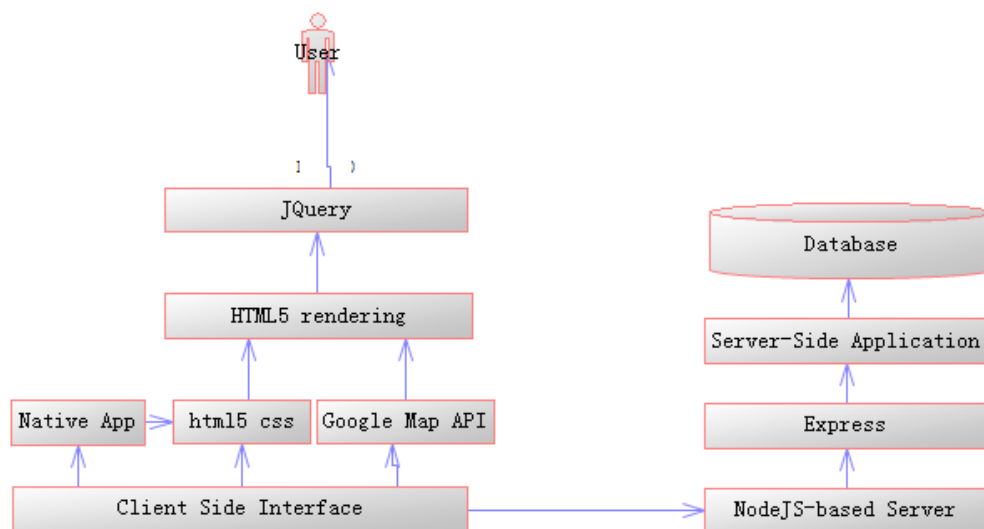 User
JQuery
Database
HTML5 rendering
Server-Side Application
Native App
html5 css
Google Map API
Express
Client Side Interface
NodeJS-based Server